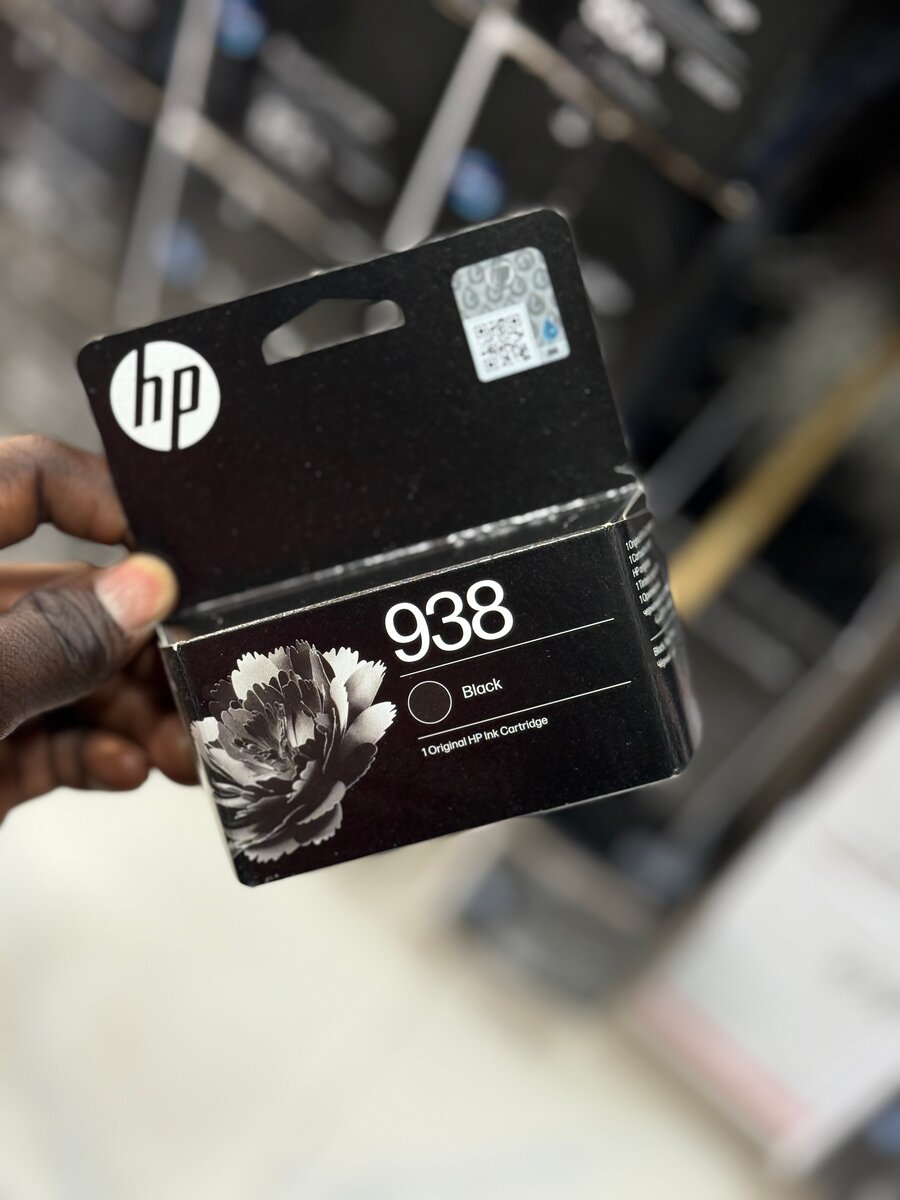 hp
938
Black
1 Original HP Ink Cartridge